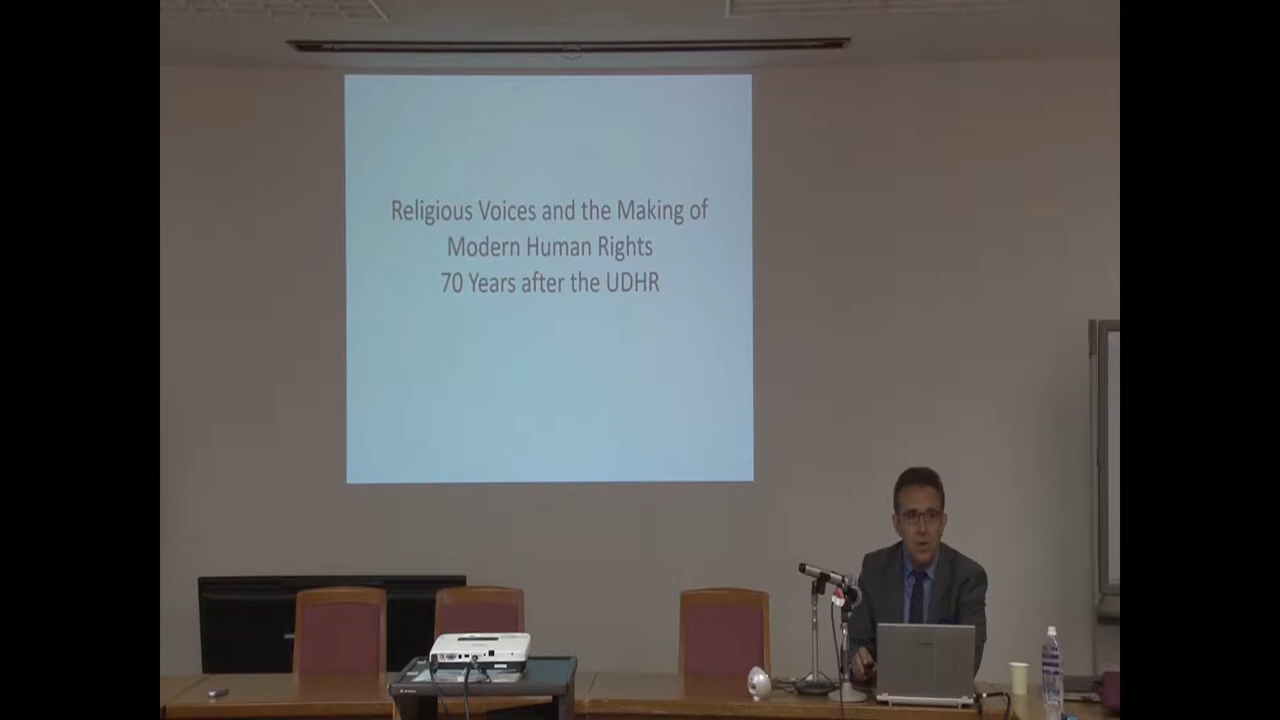 Religious Voices and the Making of
Modern Human Rights
70 Years after the UDHR